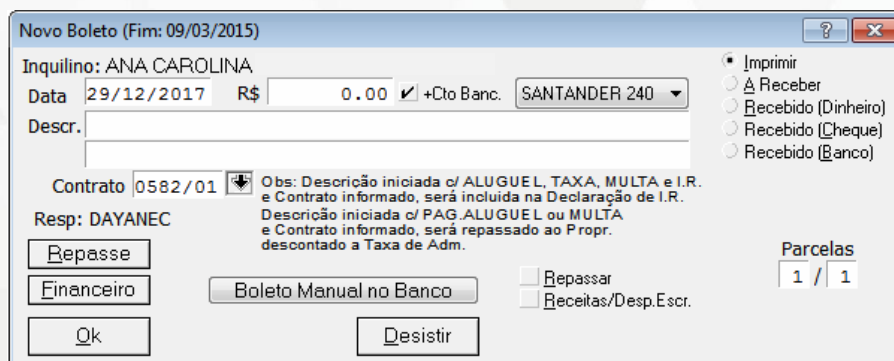 Novo Boleto (Fim: 09/03/2015)
Inquilino: ANA CAROLINA
Data 29/12/2017 R$ 0.00 +Cto Banc. SANTANDER 240
Descr.
Imprimir
A Receber
Recebido (Dinheiro)
Recebido (Cheque)
Recebido (Banco)
Contrato 0582/01
Obs: Descrição iniciada c/ ALUGUEL, TAXA, MULTA e I.R.
e Contrato informado, será incluida na Declaração de I.R.
Descrição iniciada c/ PAG.ALUGUEL ou MULTA
e Contrato informado, será repassado ao Propr.
descontado a Taxa de Adm.
Resp: DAYANEC
Repasse
Financeiro
Boleto Manual no Banco
Repassar
Receitas/Desp.Escr.
Parcelas
1 / 1
Ok
Desistir